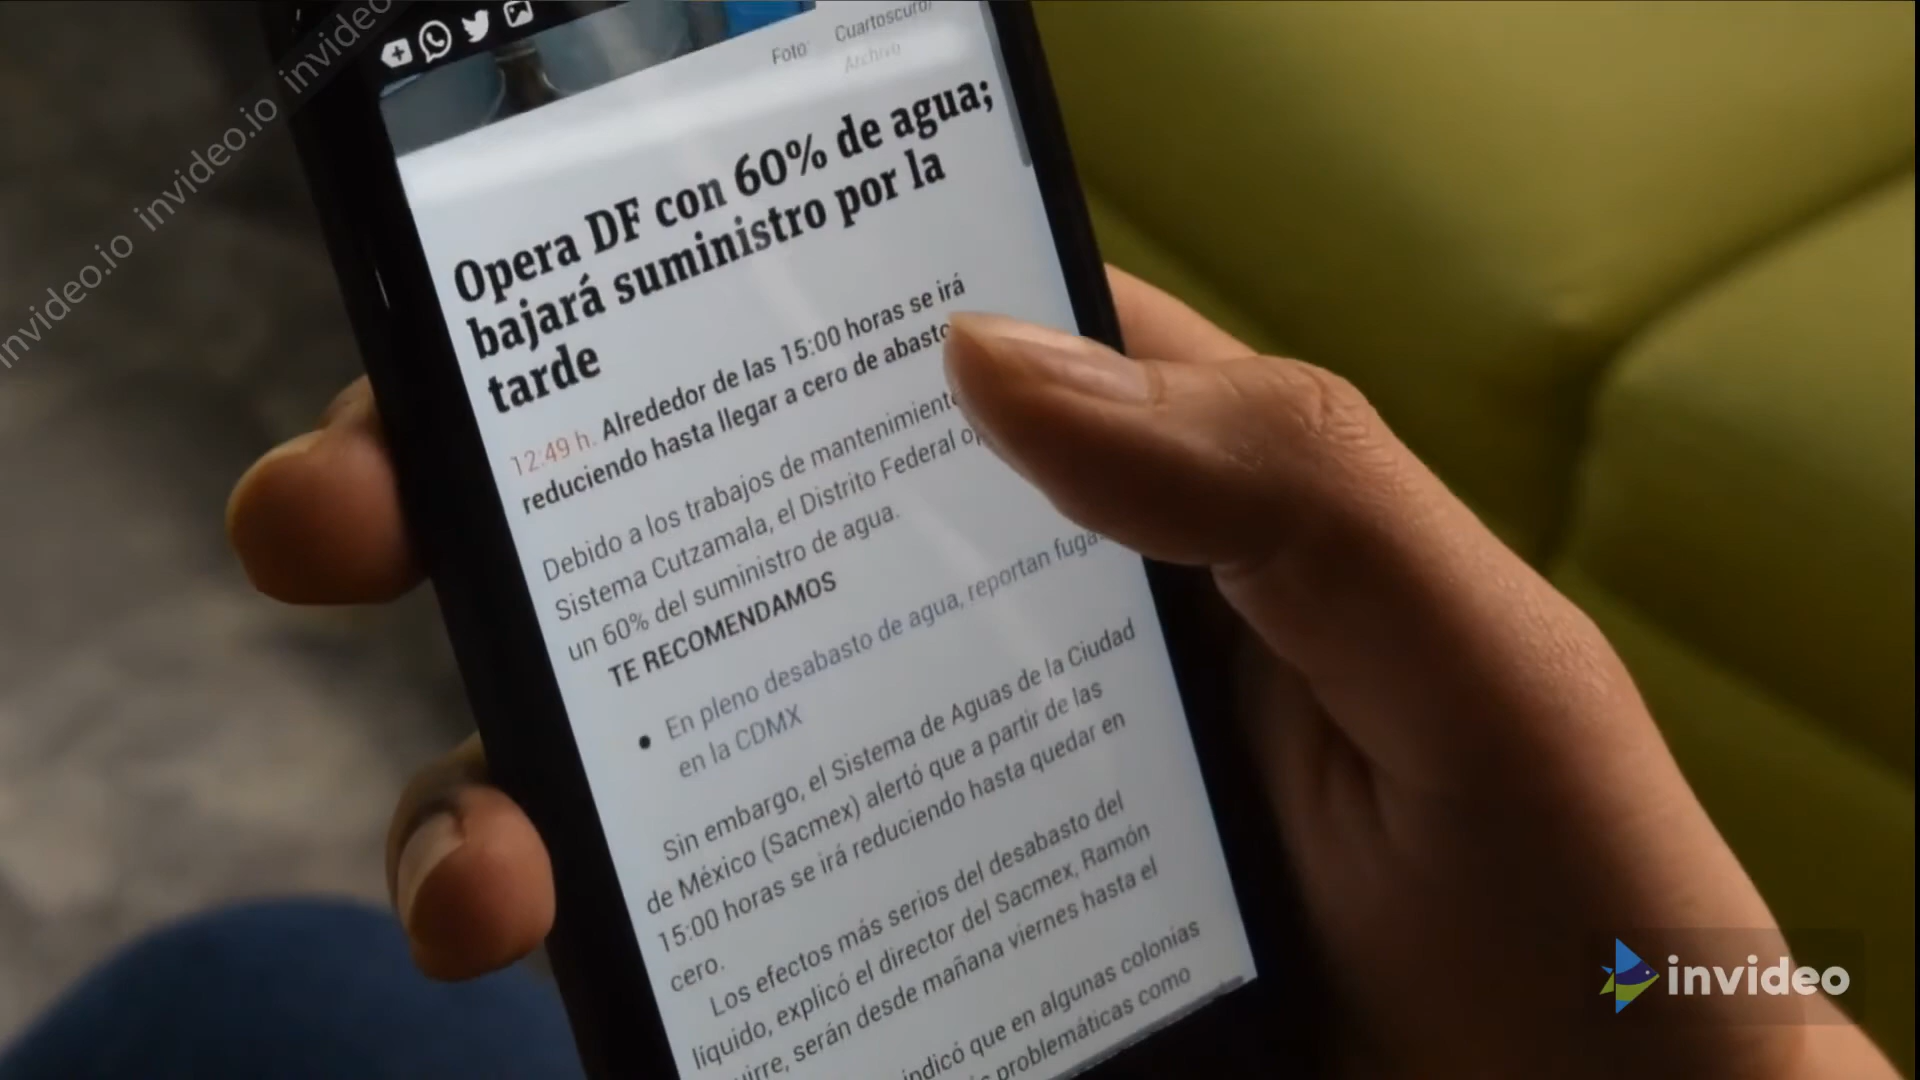 invideo.io invideo.io invideo
Foto: Cuartoscuro/
Archivo
Opera DF con 60% de agua;
bajará suministro por la
tarde
12:49 h. Alrededor de las 15:00 horas se irá
reduciendo hasta llegar a cero de abasto
Debido a los trabajos de mantenimiento
Sistema Cutzamala, el Distrito Federal
un 60% del suministro de agua.
TE RECOMENDAMOS
• En pleno desabasto de agua, reportan
en la CDMX
Sin embargo, el Sistema de Aguas de la Ciudad
de México (Sacmex) alertó que a partir de las
15:00 horas se irá reduciendo hasta quedar en
cero.
Los efectos más serios del desabasto del
líquido, explicó el director del Sacmex, Ramón
serán desde mañana viernes hasta el
que en algunas colonias
problemáticas como
invideo